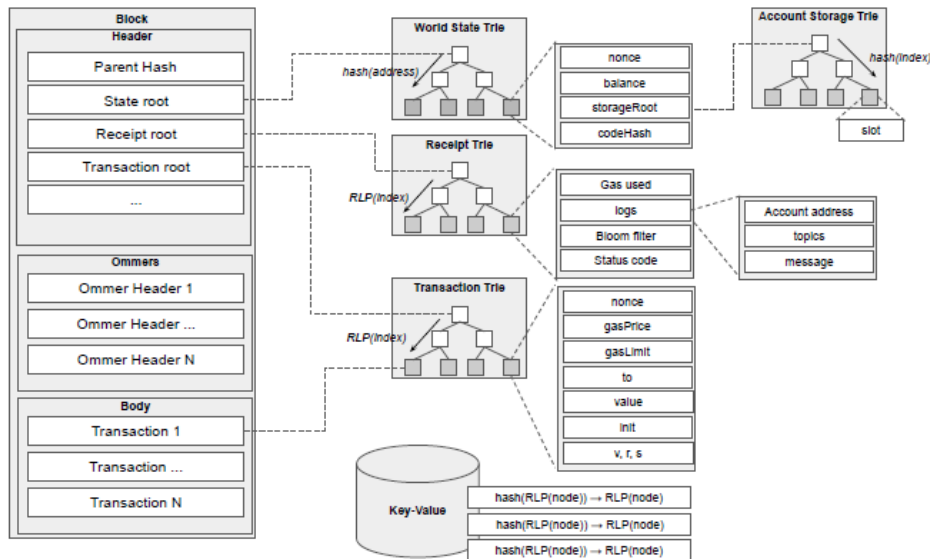 Block
Header
Parent Hash
State root
Receipt root
Transaction root
...
Ommers
Ommer Header 1
Ommer Header ...
Ommer Header N
Body
Transaction 1
Transaction ...
Transaction N
World State Trie
hash(address)
nonce
balance
storageRoot
codeHash
Account Storage Trie
hash(index)
slot
Receipt Trie
RLP(index)
Gas used
logs
Bloom filter
Status code
Account address
topics
message
Transaction Trie
RLP(index)
nonce
gasPrice
gasLimit
to
value
init
v, r, s
Key-Value
hash(RLP(node)) → RLP(node)
hash(RLP(node)) → RLP(node)
hash(RLP(node)) → RLP(node)